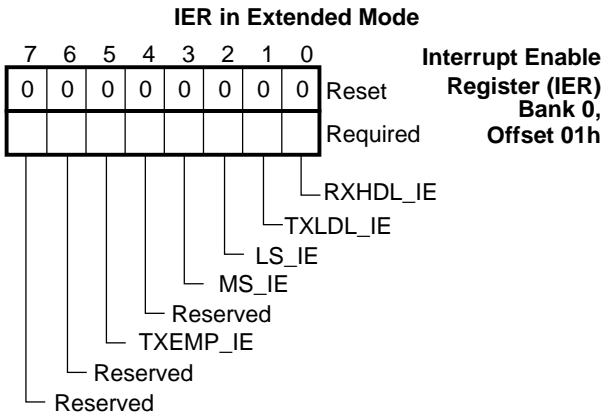 IER in Extended Mode
7 6 5 4 3 2 1 0
Interrupt Enable
Register (IER)
Bank 0,
Offset 01h
0 0 0 0 0 0 0 0 Reset
Required
RXHDL_IE
TXLDL_IE
LS_IE
MS_IE
Reserved
TXEMP_IE
Reserved
Reserved